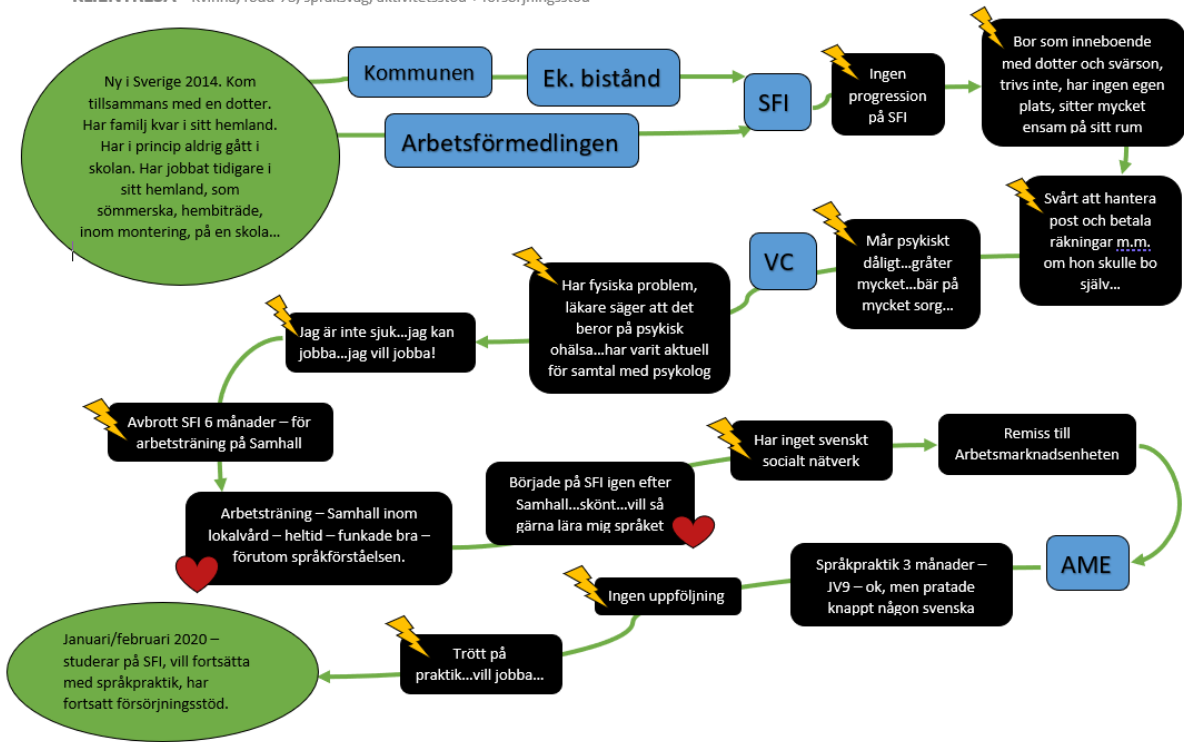 Kvinna, född
språksvag, aktivitetsstöd + försörjningsstöd
Ny i Sverige 2014. Kom
tillsammans med en dotter.
Har familj kvar i sitt hemland.
Har i princip aldrig gått i
skolan. Har jobbat tidigare i
sitt hemland, som
sömmerska, hembiträde,
inom montering, på en skola…
Kommunen
Ek. bistånd
Arbetsförmedlingen
SFI
Ingen
progression
på SFI
Bor som inneboende
med dotter och svärson,
trivs inte, har ingen egen
plats, sitter mycket
ensam på sitt rum
Svårt att hantera
post och betala
räkningar m.m.
om hon skulle bo
själv…
Mår psykiskt
dåligt…gråter
mycket…bär på
mycket sorg…
VC
Har fysiska problem,
läkare säger att det
beror på psykisk
ohälsa…har varit aktuell
för samtal med psykolog
Jag är inte sjuk…jag kan
jobba…jag vill jobba!
Avbrott SFI 6 månader – för
arbetsträning på Samhall
Arbetsträning – Samhall inom
lokalvård – heltid – funkade bra –
förutom språkförståelsen.
Började på SFI igen efter
Samhall…skönt…vill så
gärna lära mig språket
Har inget svenskt
socialt nätverk
Remiss till
Arbetsmarknadsenheten
AME
Språkpraktik 3 månader –
JV9 – ok, men pratade
knappt någon svenska
Ingen uppföljning
Trött på
praktik…vill jobba…
Januari/februari 2020 –
studerar på SFI, vill fortsätta
med språkpraktik, har
fortsatt försörjningsstöd.